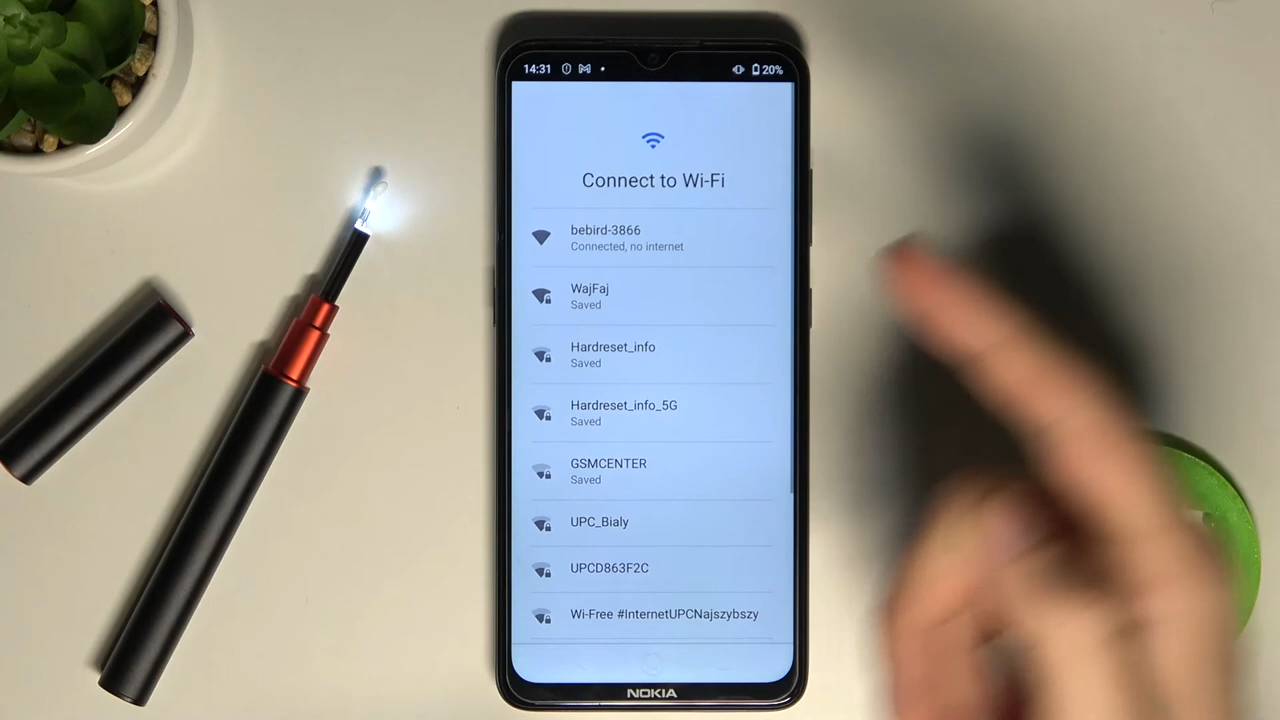 14:31 20%
Connect to Wi-Fi
bebird-3866
Connected, no internet
WajFaj
Saved
Hardreset_info
Saved
Hardreset_info_5G
Saved
GSMCENTER
Saved
UPC_Bialy
UPCD863F2C
Wi-Free #InternetUPCNajszybszy
NOKIA